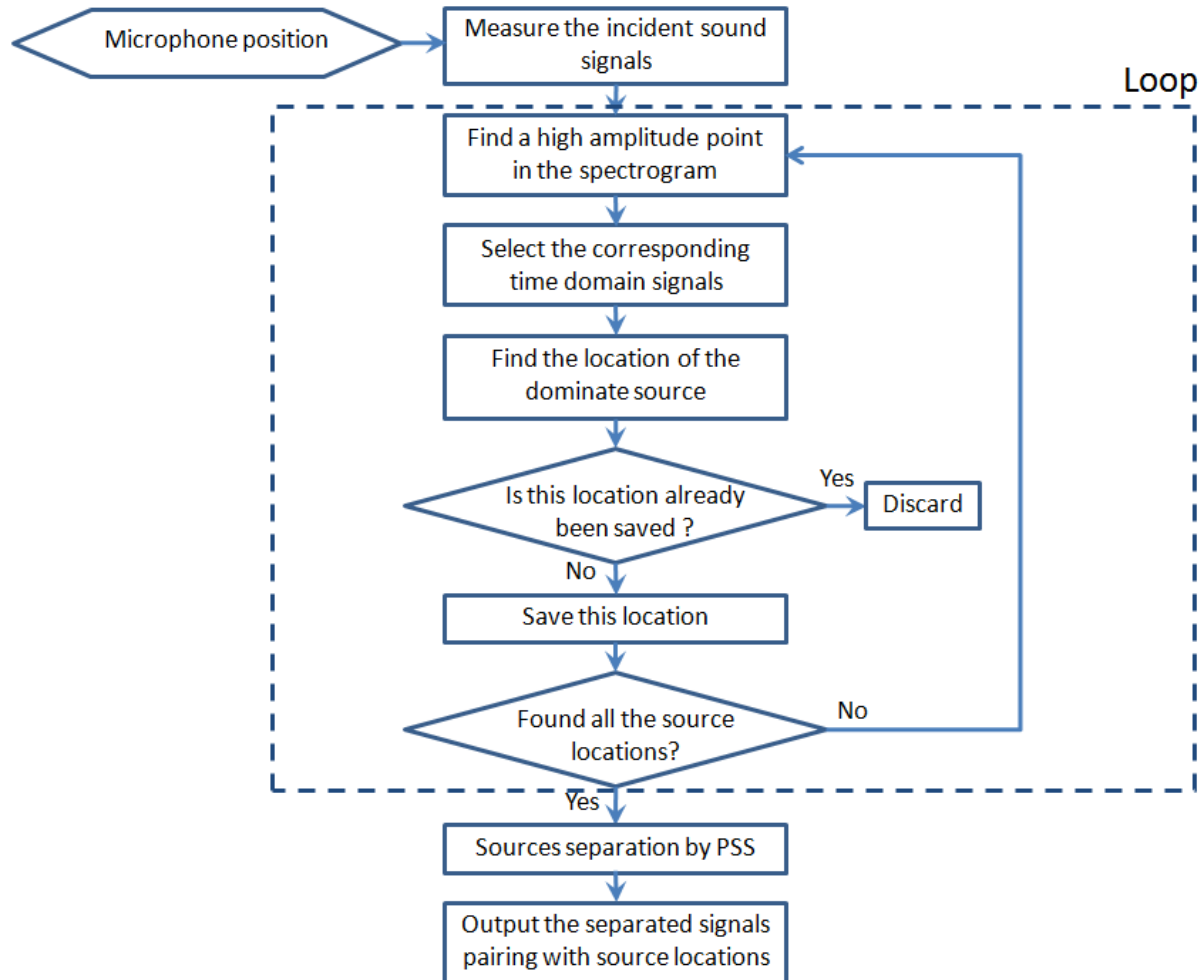 Microphone position
Measure the incident sound
signals
Loop
Find a high amplitude point
in the spectrogram
Select the corresponding
time domain signals
Find the location of the
dominate source
Is this location already
been saved ?
Yes
Discard
No
Save this location
Found all the source
locations?
No
Yes
Sources separation by PSS
Output the separated signals
pairing with source locations